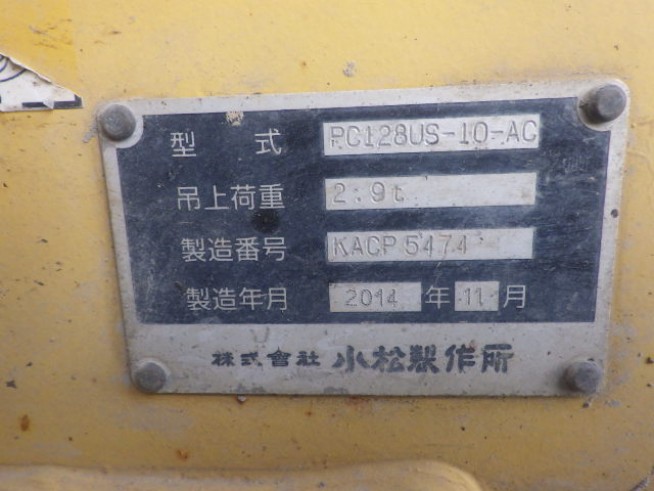 型 式 PC128US-10-AC
吊上荷重 2.9t
製造番号 KACP 5474
製造年月 2014 年 11 月
株式會社 小松製作所